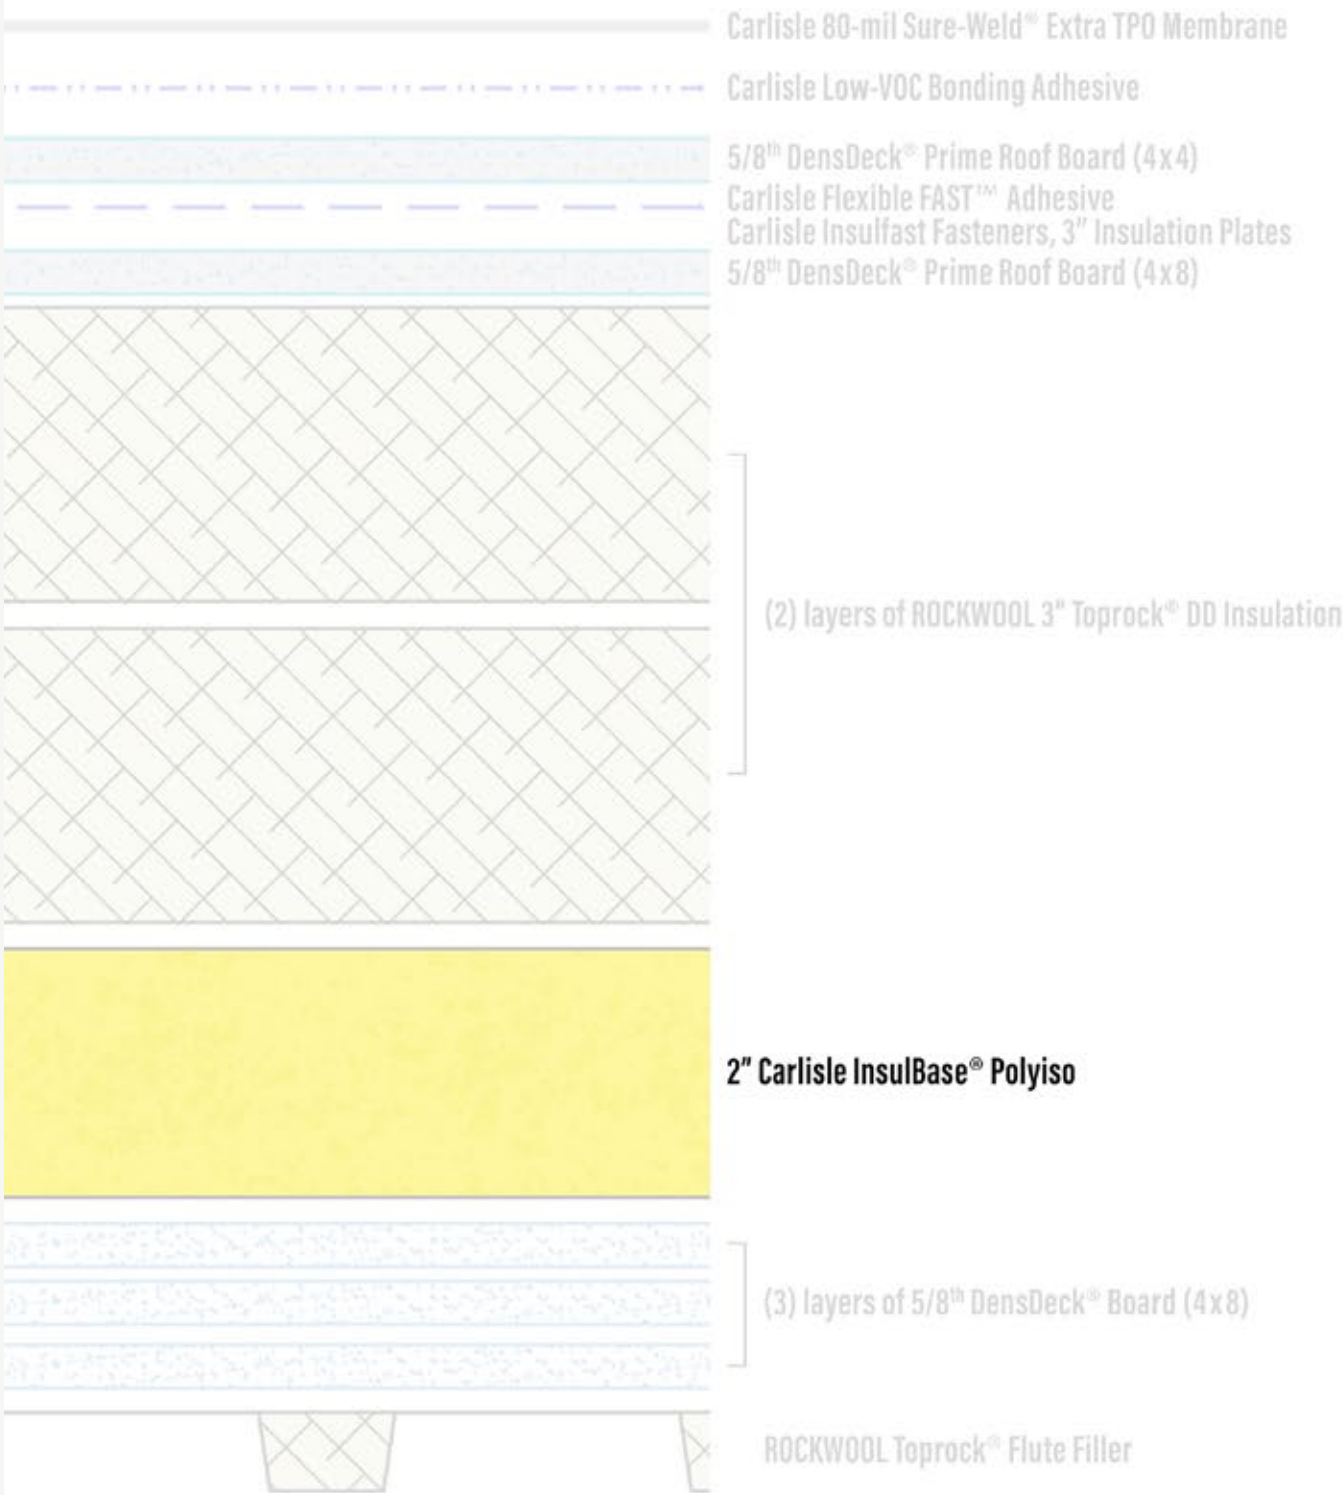 Carlisle 80-mil Sure-Weld® Extra TPO Membrane
Carlisle Low-VOC Bonding Adhesive
5/8th DensDeck® Prime Roof Board (4x4)
Carlisle Flexible FAST™ Adhesive
Carlisle Insulfast Fasteners, 3" Insulation Plates
5/8th DensDeck® Prime Roof Board (4x8)
(2) layers of ROCKWOOL 3" Toprock® DD Insulation
2" Carlisle InsulBase® Polyiso
(3) layers of 5/8th DensDeck® Board (4x8)
ROCKWOOL Toprock® Flute Filler